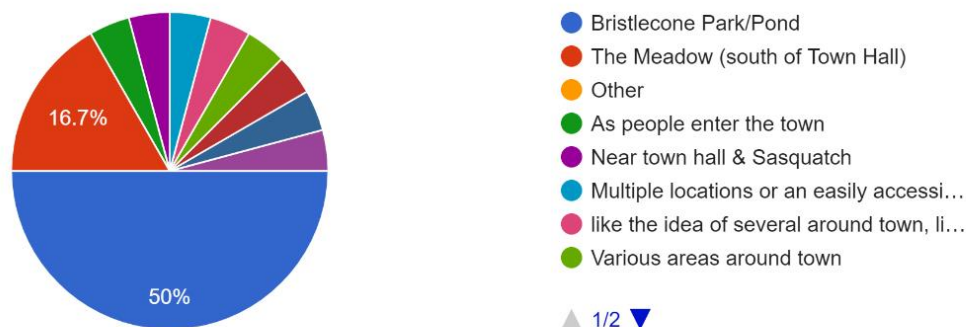 16.7%
50%
Bristlecone Park/Pond
The Meadow (south of Town Hall)
Other
As people enter the town
Near town hall & Sasquatch
Multiple locations or an easily accessi…
like the idea of several around town, li…
Various areas around town
1/2